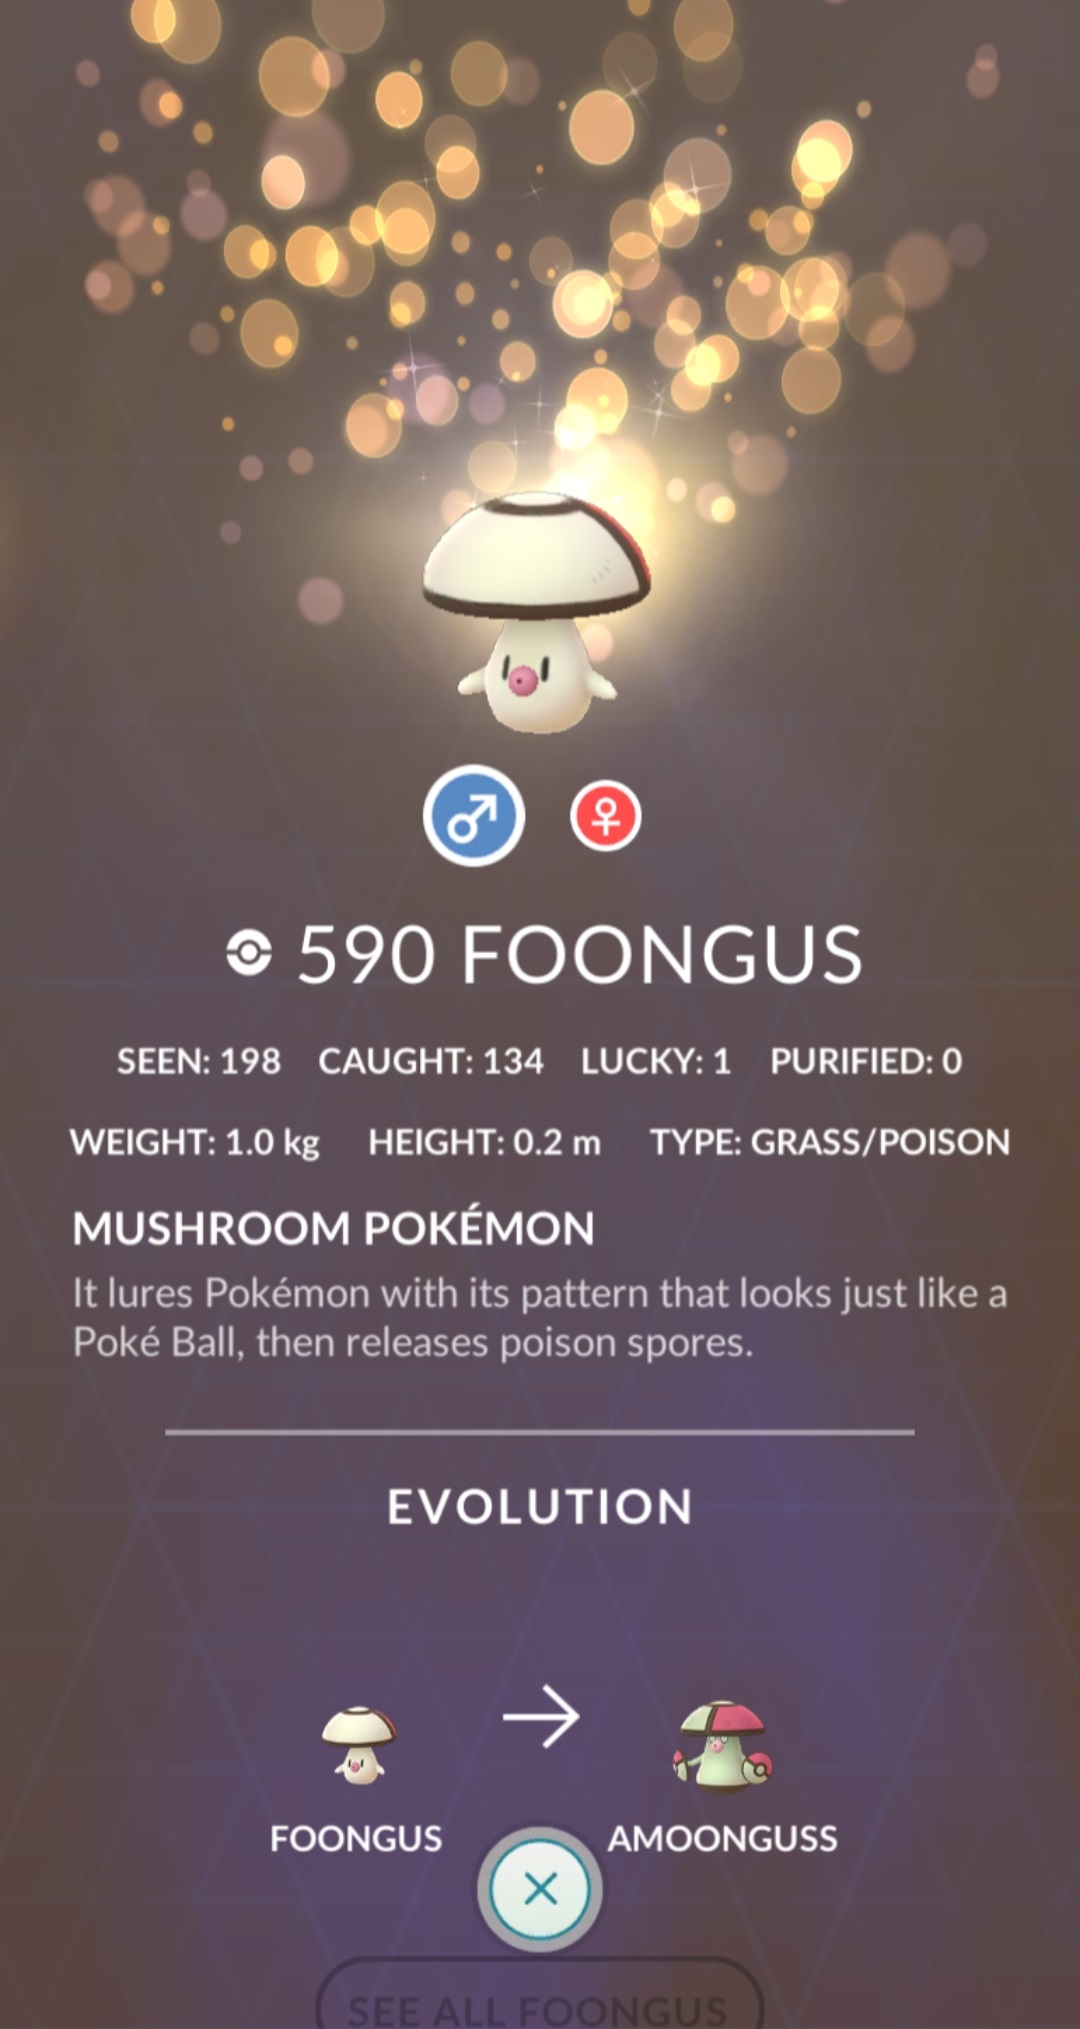 590 FOONGUS
SEEN: 198 CAUGHT: 134 LUCKY: 1 PURIFIED: 0
WEIGHT: 1.0 kg HEIGHT: 0.2 m TYPE: GRASS/POISON
MUSHROOM POKÉMON
It lures Pokémon with its pattern that looks just like a
Poké Ball, then releases poison spores.
EVOLUTION
FOONGUS AMOONGUSS
SEE ALL FOONGUS